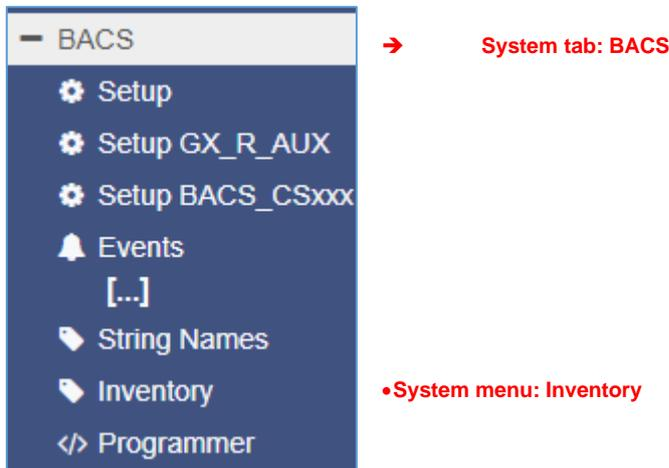 BACS
➔ System tab: BACS
Setup
Setup GX_R_AUX
Setup BACS_CSxxx
Events
[...]
String Names
Inventory
•System menu: Inventory
</> Programmer